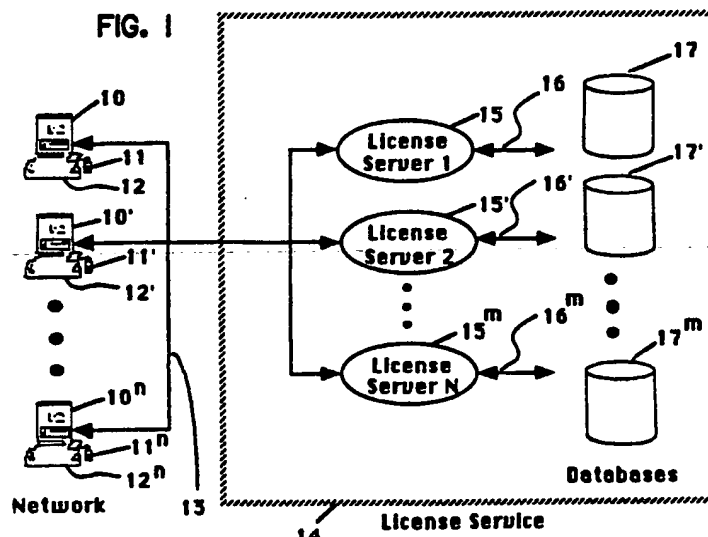 FIG. 1
10
11
12
10'
11'
12'
10ⁿ
11ⁿ
12ⁿ
Network
13
15
License
Server 1
16
17
15'
License
Server 2
16'
17'
15ᵐ
License
Server N
16ᵐ
17ᵐ
Databases
14
License Service